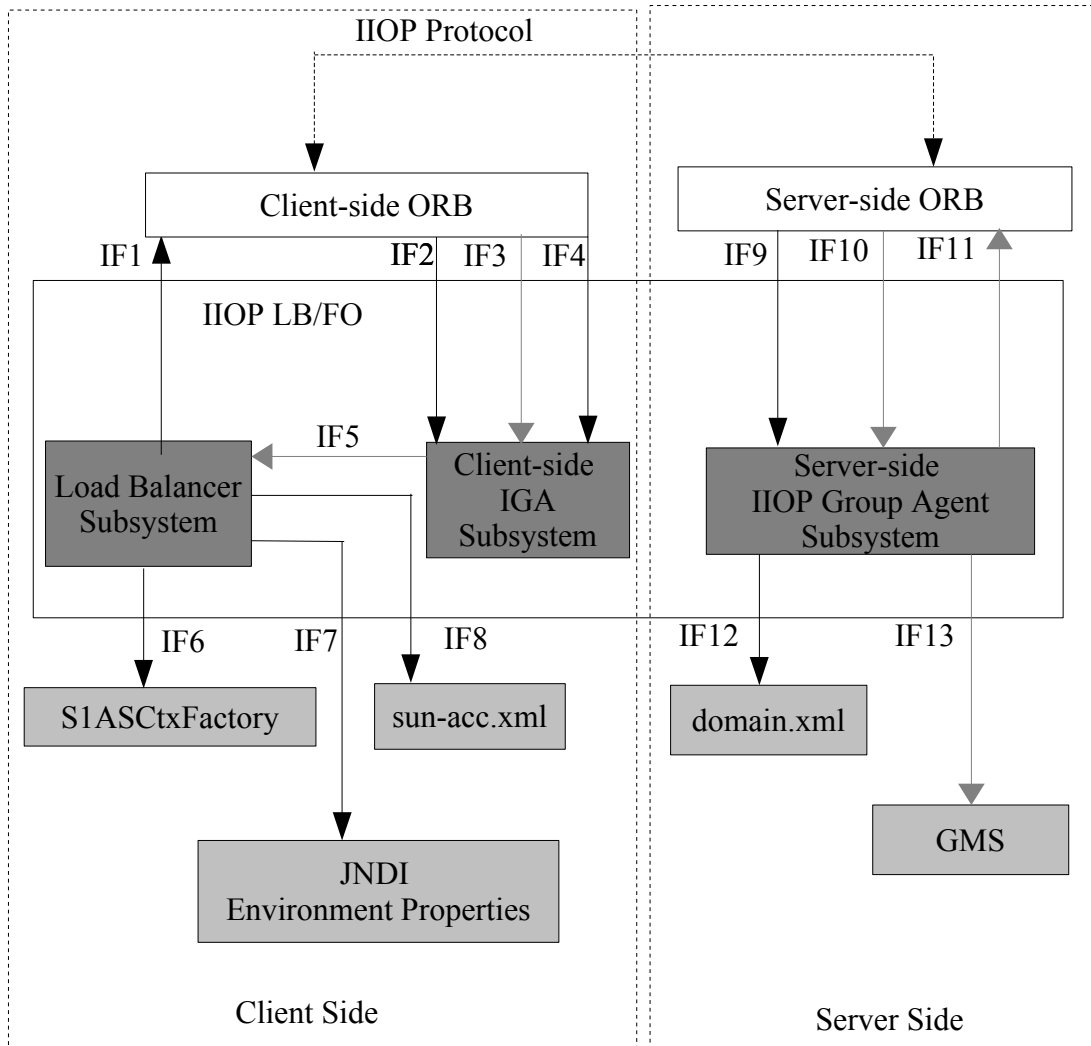 IIOP Protocol
Client-side ORB
Server-side ORB
IF1
IF2
IF3
IF4
IF9
IF10
IF11
IIOP LB/FO
IF5
Load Balancer
Subsystem
Client-side
IGA
Subsystem
Server-side
IIOP Group Agent
Subsystem
IF6
IF7
IF8
IF12
IF13
S1ASCtxFactory
sun-acc.xml
domain.xml
JNDI
Environment Properties
GMS
Client Side
Server Side